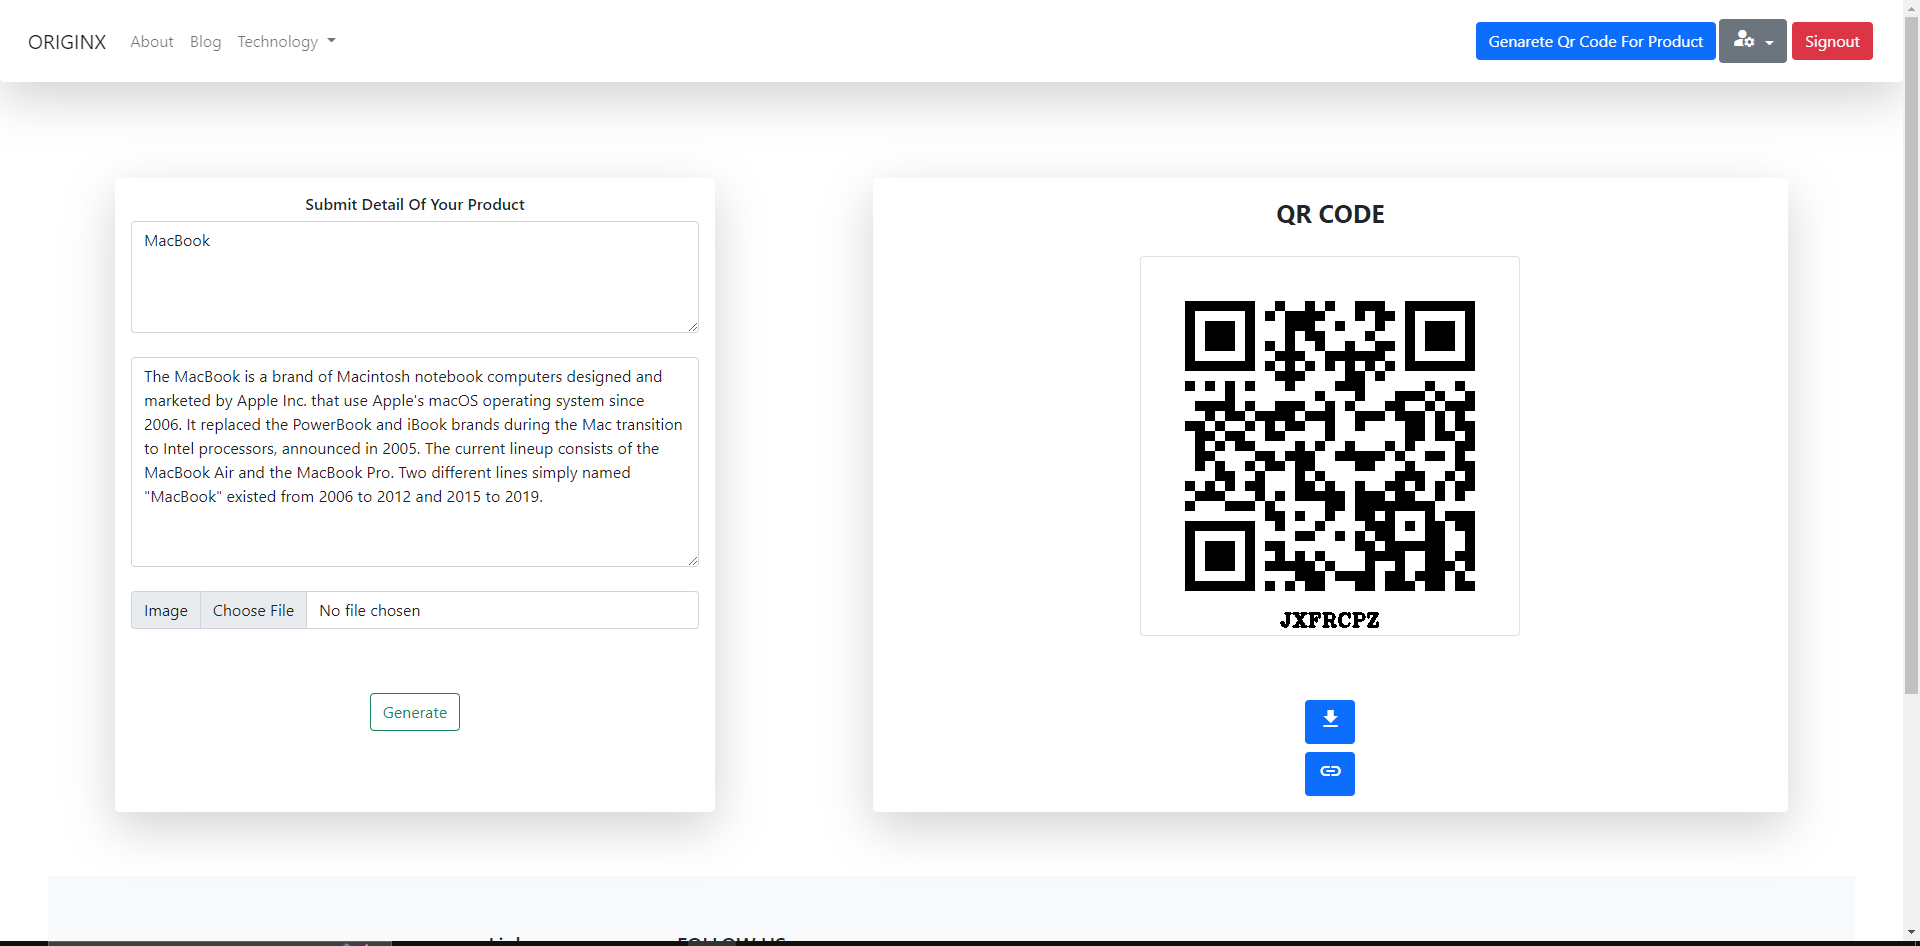 ORIGINX About Blog Technology Genarete Qr Code For Product Signout
Submit Detail Of Your Product
MacBook
The MacBook is a brand of Macintosh notebook computers designed and
marketed by Apple Inc. that use Apple's macOS operating system since
2006. It replaced the PowerBook and iBook brands during the Mac transition
to Intel processors, announced in 2005. The current lineup consists of the
MacBook Air and the MacBook Pro. Two different lines simply named
"MacBook" existed from 2006 to 2012 and 2015 to 2019.
Image Choose File No file chosen
Generate
QR CODE
JXFRCPZ
FOLLOW US